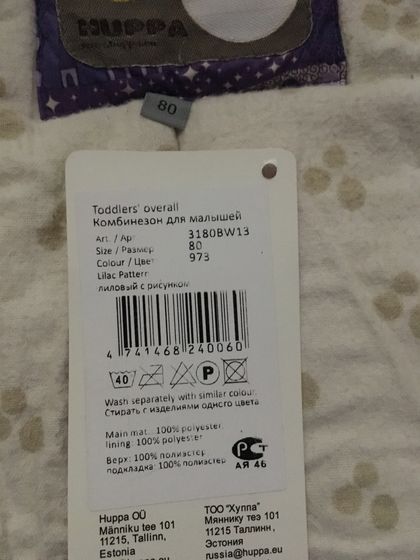 HUPPA
80
Toddlers' overall
Комбинезон для малышей
Art. / Арт 3180BW13
Size / Размер 80
Colour / Цвет 973
Lilac Pattern
лиловый с рисунком
4 741468 240060
40 P
Wash separately with similar colour.
Стирать с изделиями одного цвета
Main mat.: 100% polyester,
lining: 100% polyester
Верх: 100% полиэстер
подкладка: 100% полиэстер
РСТ
АЯ 46
Huppa OÜ
Männiku tee 101
11215, Tallinn,
Estonia
ТОО "Хуппа"
Мяннику теэ 101
11215 Таллинн,
Эстония
russia@huppa.eu